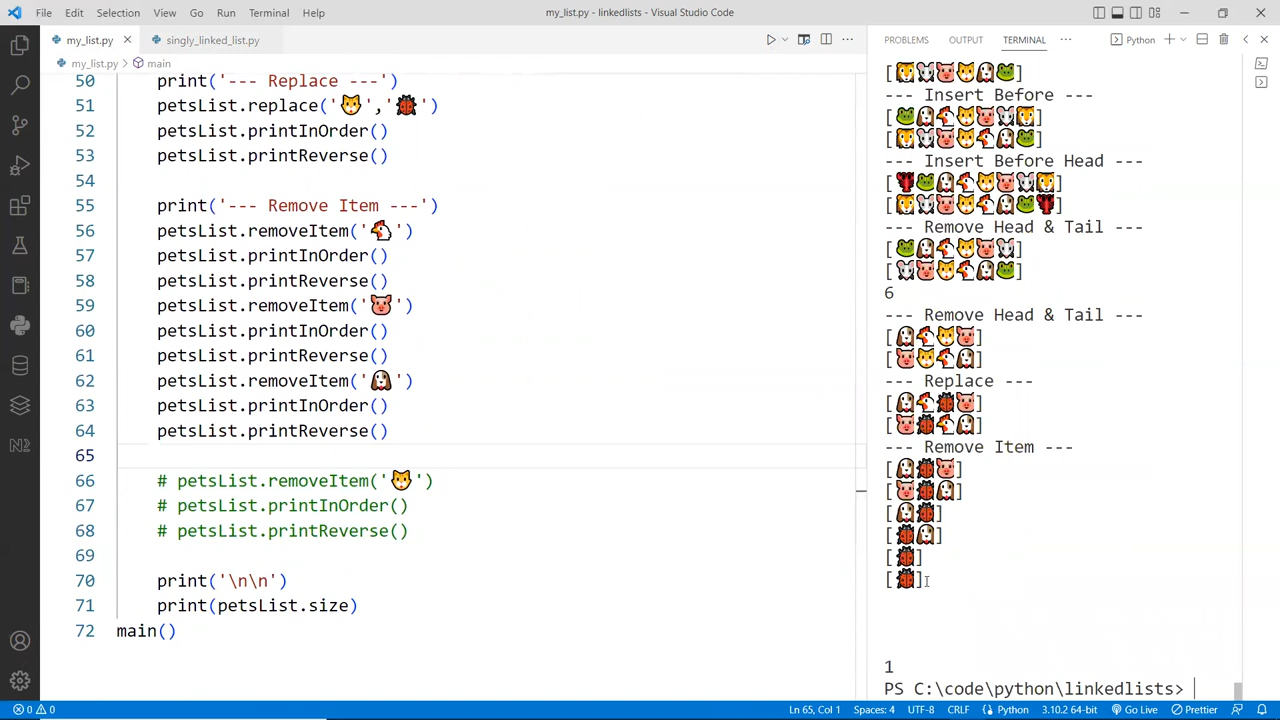 File Edit Selection View Go Run Terminal Help my_list.py - linkedlists - Visual Studio Code
my_list.py singly_linked_list.py
my_list.py > main
50 print('--- Replace ---')
51 petsList.replace('🐱','🐞')
52 petsList.printInOrder()
53 petsList.printReverse()
54
55 print('--- Remove Item ---')
56 petsList.removeItem('🐔')
57 petsList.printInOrder()
58 petsList.printReverse()
59 petsList.removeItem('🐷')
60 petsList.printInOrder()
61 petsList.printReverse()
62 petsList.removeItem('🐶')
63 petsList.printInOrder()
64 petsList.printReverse()
65
66 # petsList.removeItem('🐱')
67 # petsList.printInOrder()
68 # petsList.printReverse()
69
70 print('\n\n')
71 print(petsList.size)
72 main()
PROBLEMS OUTPUT TERMINAL ··· Python
[🐯🐭🐷🐱🐶🐸]
--- Insert Before ---
[🐸🐶🐔🐱🐷🐭🐯]
[🐯🐭🐷🐱🐔🐶🐸]
--- Insert Before Head ---
[🦞🐸🐶🐔🐱🐷🐭🐯]
[🐯🐭🐷🐱🐔🐶🐸🦞]
--- Remove Head & Tail ---
[🐸🐶🐔🐱🐷🐭]
[🐭🐷🐱🐔🐶🐸]
6
--- Remove Head & Tail ---
[🐶🐔🐱🐷]
[🐷🐱🐔🐶]
--- Replace ---
[🐶🐔🐞🐷]
[🐷🐞🐔🐶]
--- Remove Item ---
[🐶🐞🐷]
[🐷🐞🐶]
[🐶🐞]
[🐞🐶]
[🐞]
[🐞]
1
PS C:\code\python\linkedlists>
0 0 Ln 65, Col 1 Spaces: 4 UTF-8 CRLF Python 3.10.2 64-bit Go Live Prettier